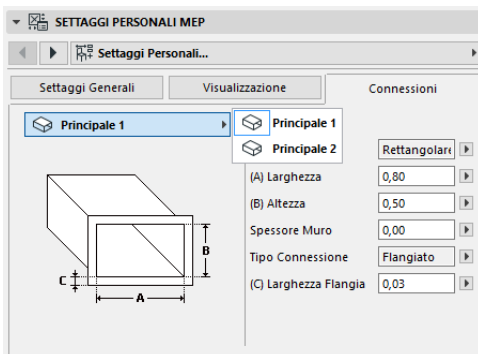 SETTAGGI PERSONALI MEP
Settaggi Personali...
Settaggi Generali
Visualizzazione
Connessioni
Principale 1
Principale 1
Principale 2
Rettangolare
(A) Larghezza
0,80
(B) Altezza
0,50
Spessore Muro
0,00
Tipo Connessione
Flangiato
(C) Larghezza Flangia
0,03
B
C
A